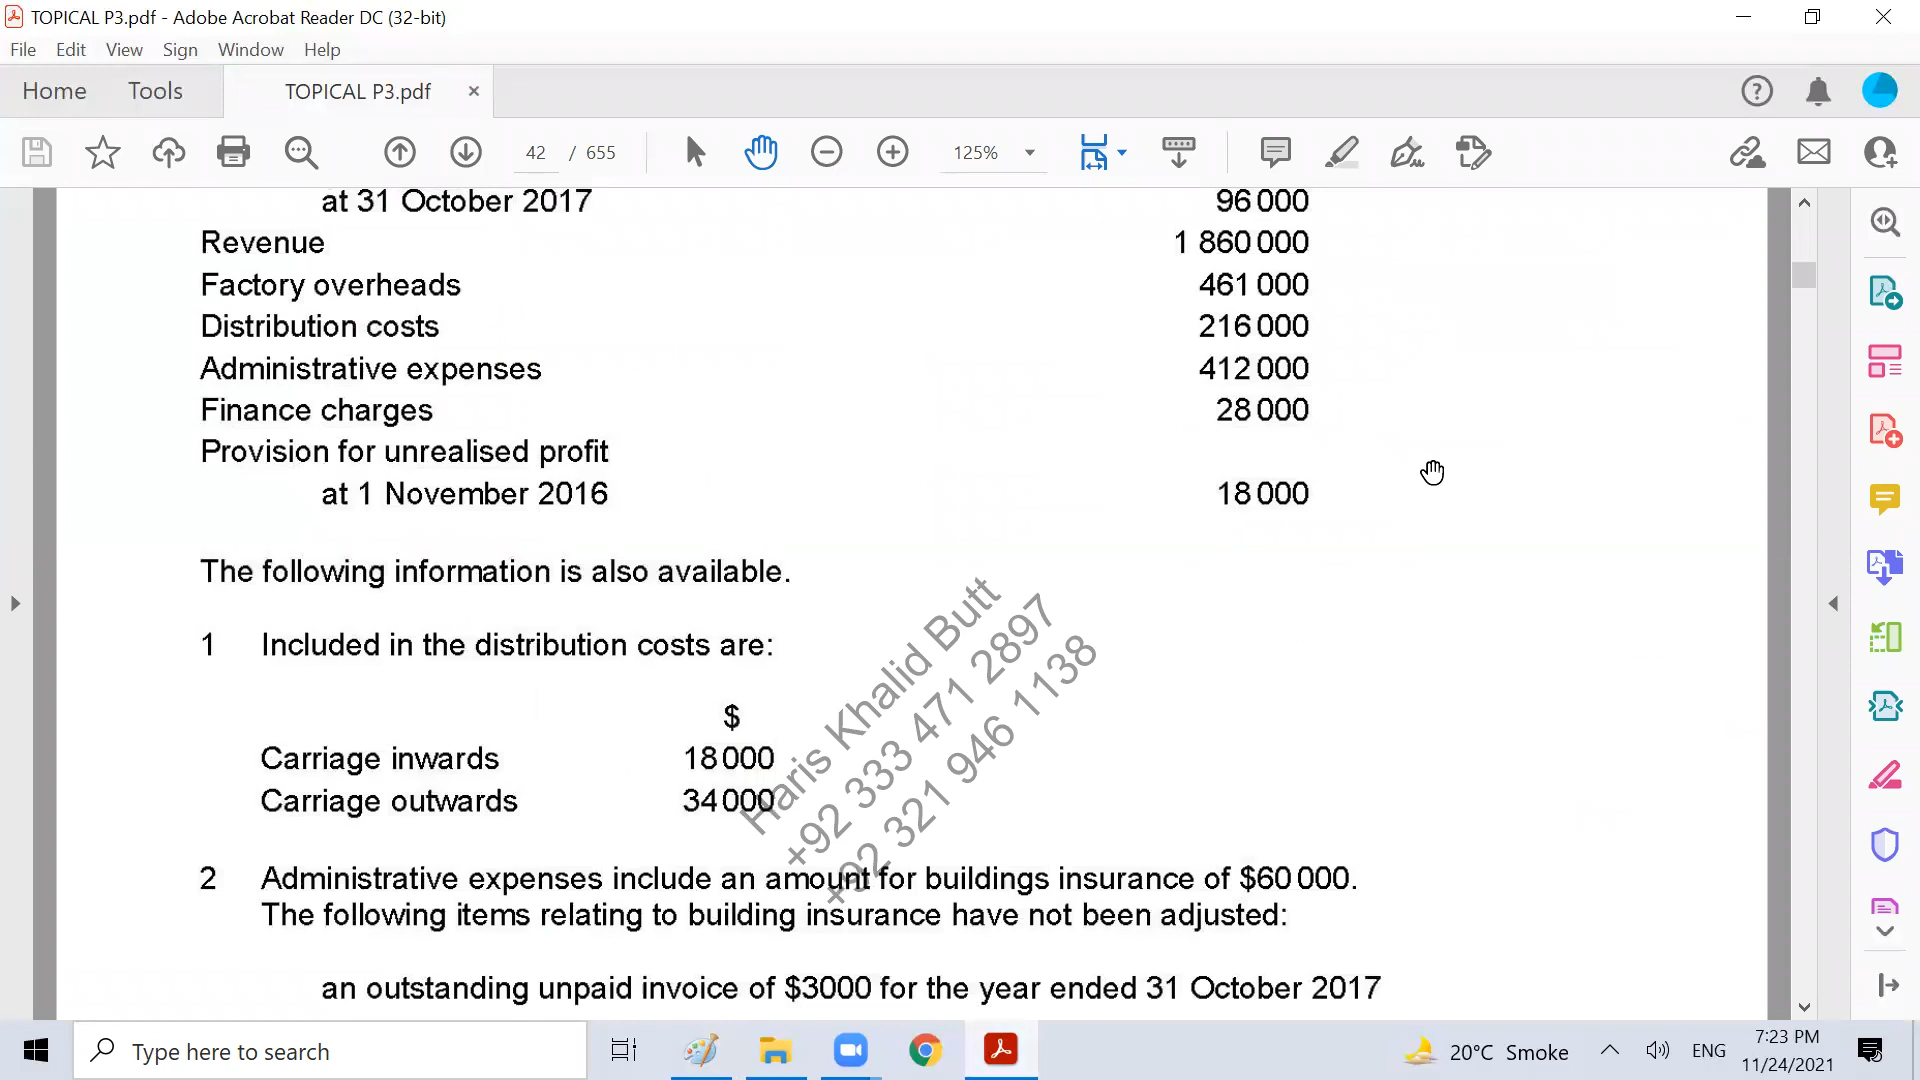 TOPICAL P3.pdf - Adobe Acrobat Reader DC (32-bit)
File Edit View Sign Window Help
Home Tools TOPICAL P3.pdf ×
42 / 655 125%
at 31 October 2017 96 000
Revenue 1 860 000
Factory overheads 461 000
Distribution costs 216 000
Administrative expenses 412 000
Finance charges 28 000
Provision for unrealised profit
at 1 November 2016 18 000
The following information is also available.
1 Included in the distribution costs are:
$
Carriage inwards 18 000
Carriage outwards 34 000
Haris Khalid Butt
+92 333 471 2897
+92 321 946 1138
2 Administrative expenses include an amount for buildings insurance of $60 000.
The following items relating to building insurance have not been adjusted:
an outstanding unpaid invoice of $3000 for the year ended 31 October 2017
Type here to search
20°C Smoke
ENG
7:23 PM
11/24/2021